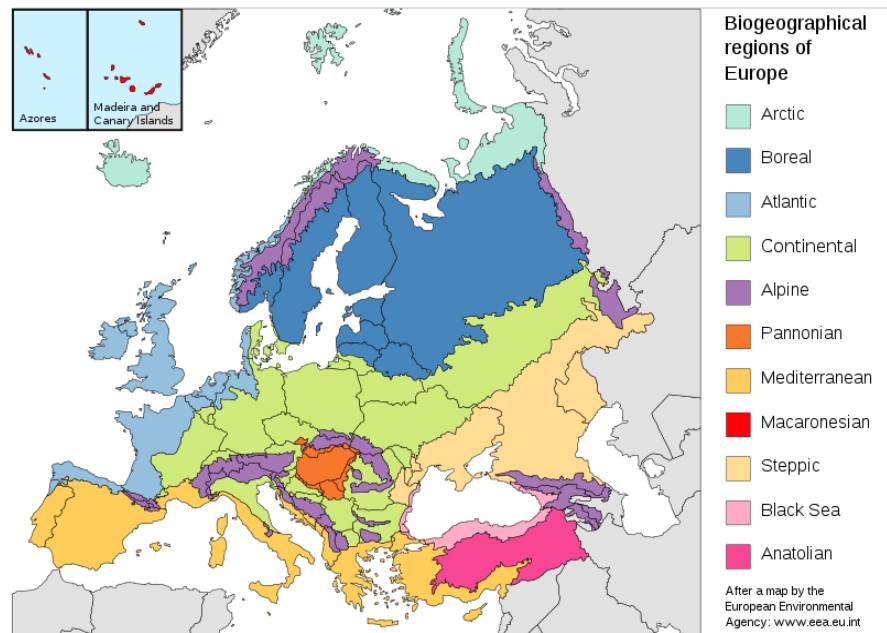 Azores
Madeira and
Canary Islands
Biogeographical
regions of
Europe
Arctic
Boreal
Atlantic
Continental
Alpine
Pannonian
Mediterranean
Macaronesian
Steppic
Black Sea
Anatolian
After a map by the
European Environmental
Agency: www.eea.eu.int